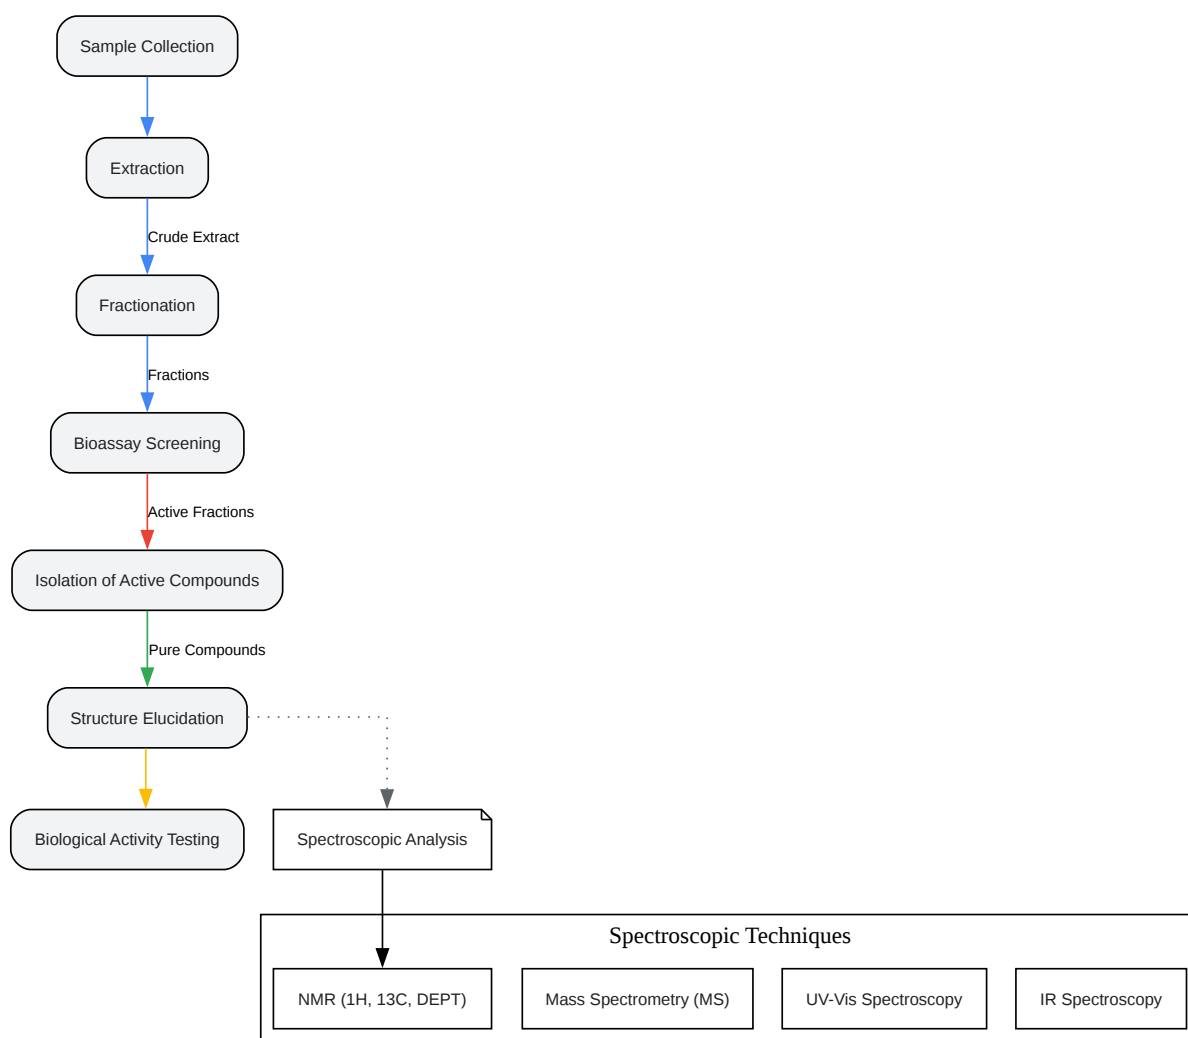 Sample Collection
Extraction
Crude Extract
Fractionation
Fractions
Bioassay Screening
Active Fractions
Isolation of Active Compounds
Pure Compounds
Structure Elucidation
Biological Activity Testing
Spectroscopic Analysis
Spectroscopic Techniques
NMR (1H, 13C, DEPT)
Mass Spectrometry (MS)
UV-Vis Spectroscopy
IR Spectroscopy